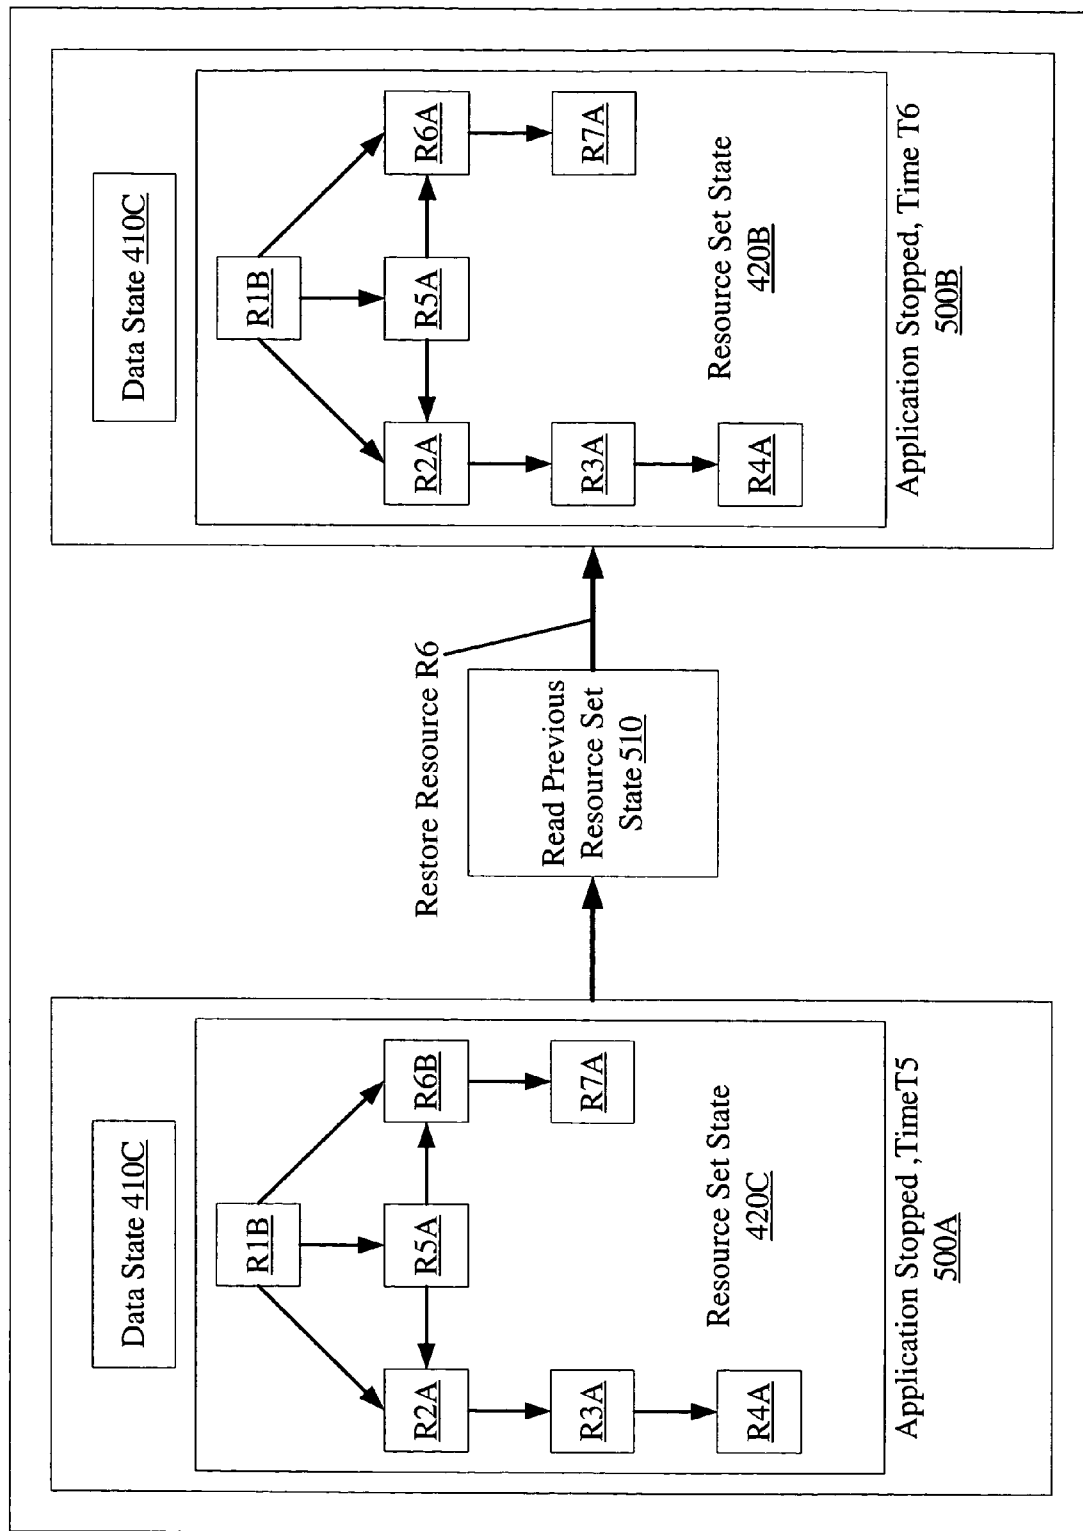 Data State 410C
R1B
R2A
R5A
R6B
R3A
R7A
R4A
Resource Set State
420C
Application Stopped ,TimeT5
500A
Restore Resource R6
Read Previous
Resource Set
State 510
Data State 410C
R1B
R2A
R5A
R6A
R3A
R7A
R4A
Resource Set State
420B
Application Stopped, Time T6
500B